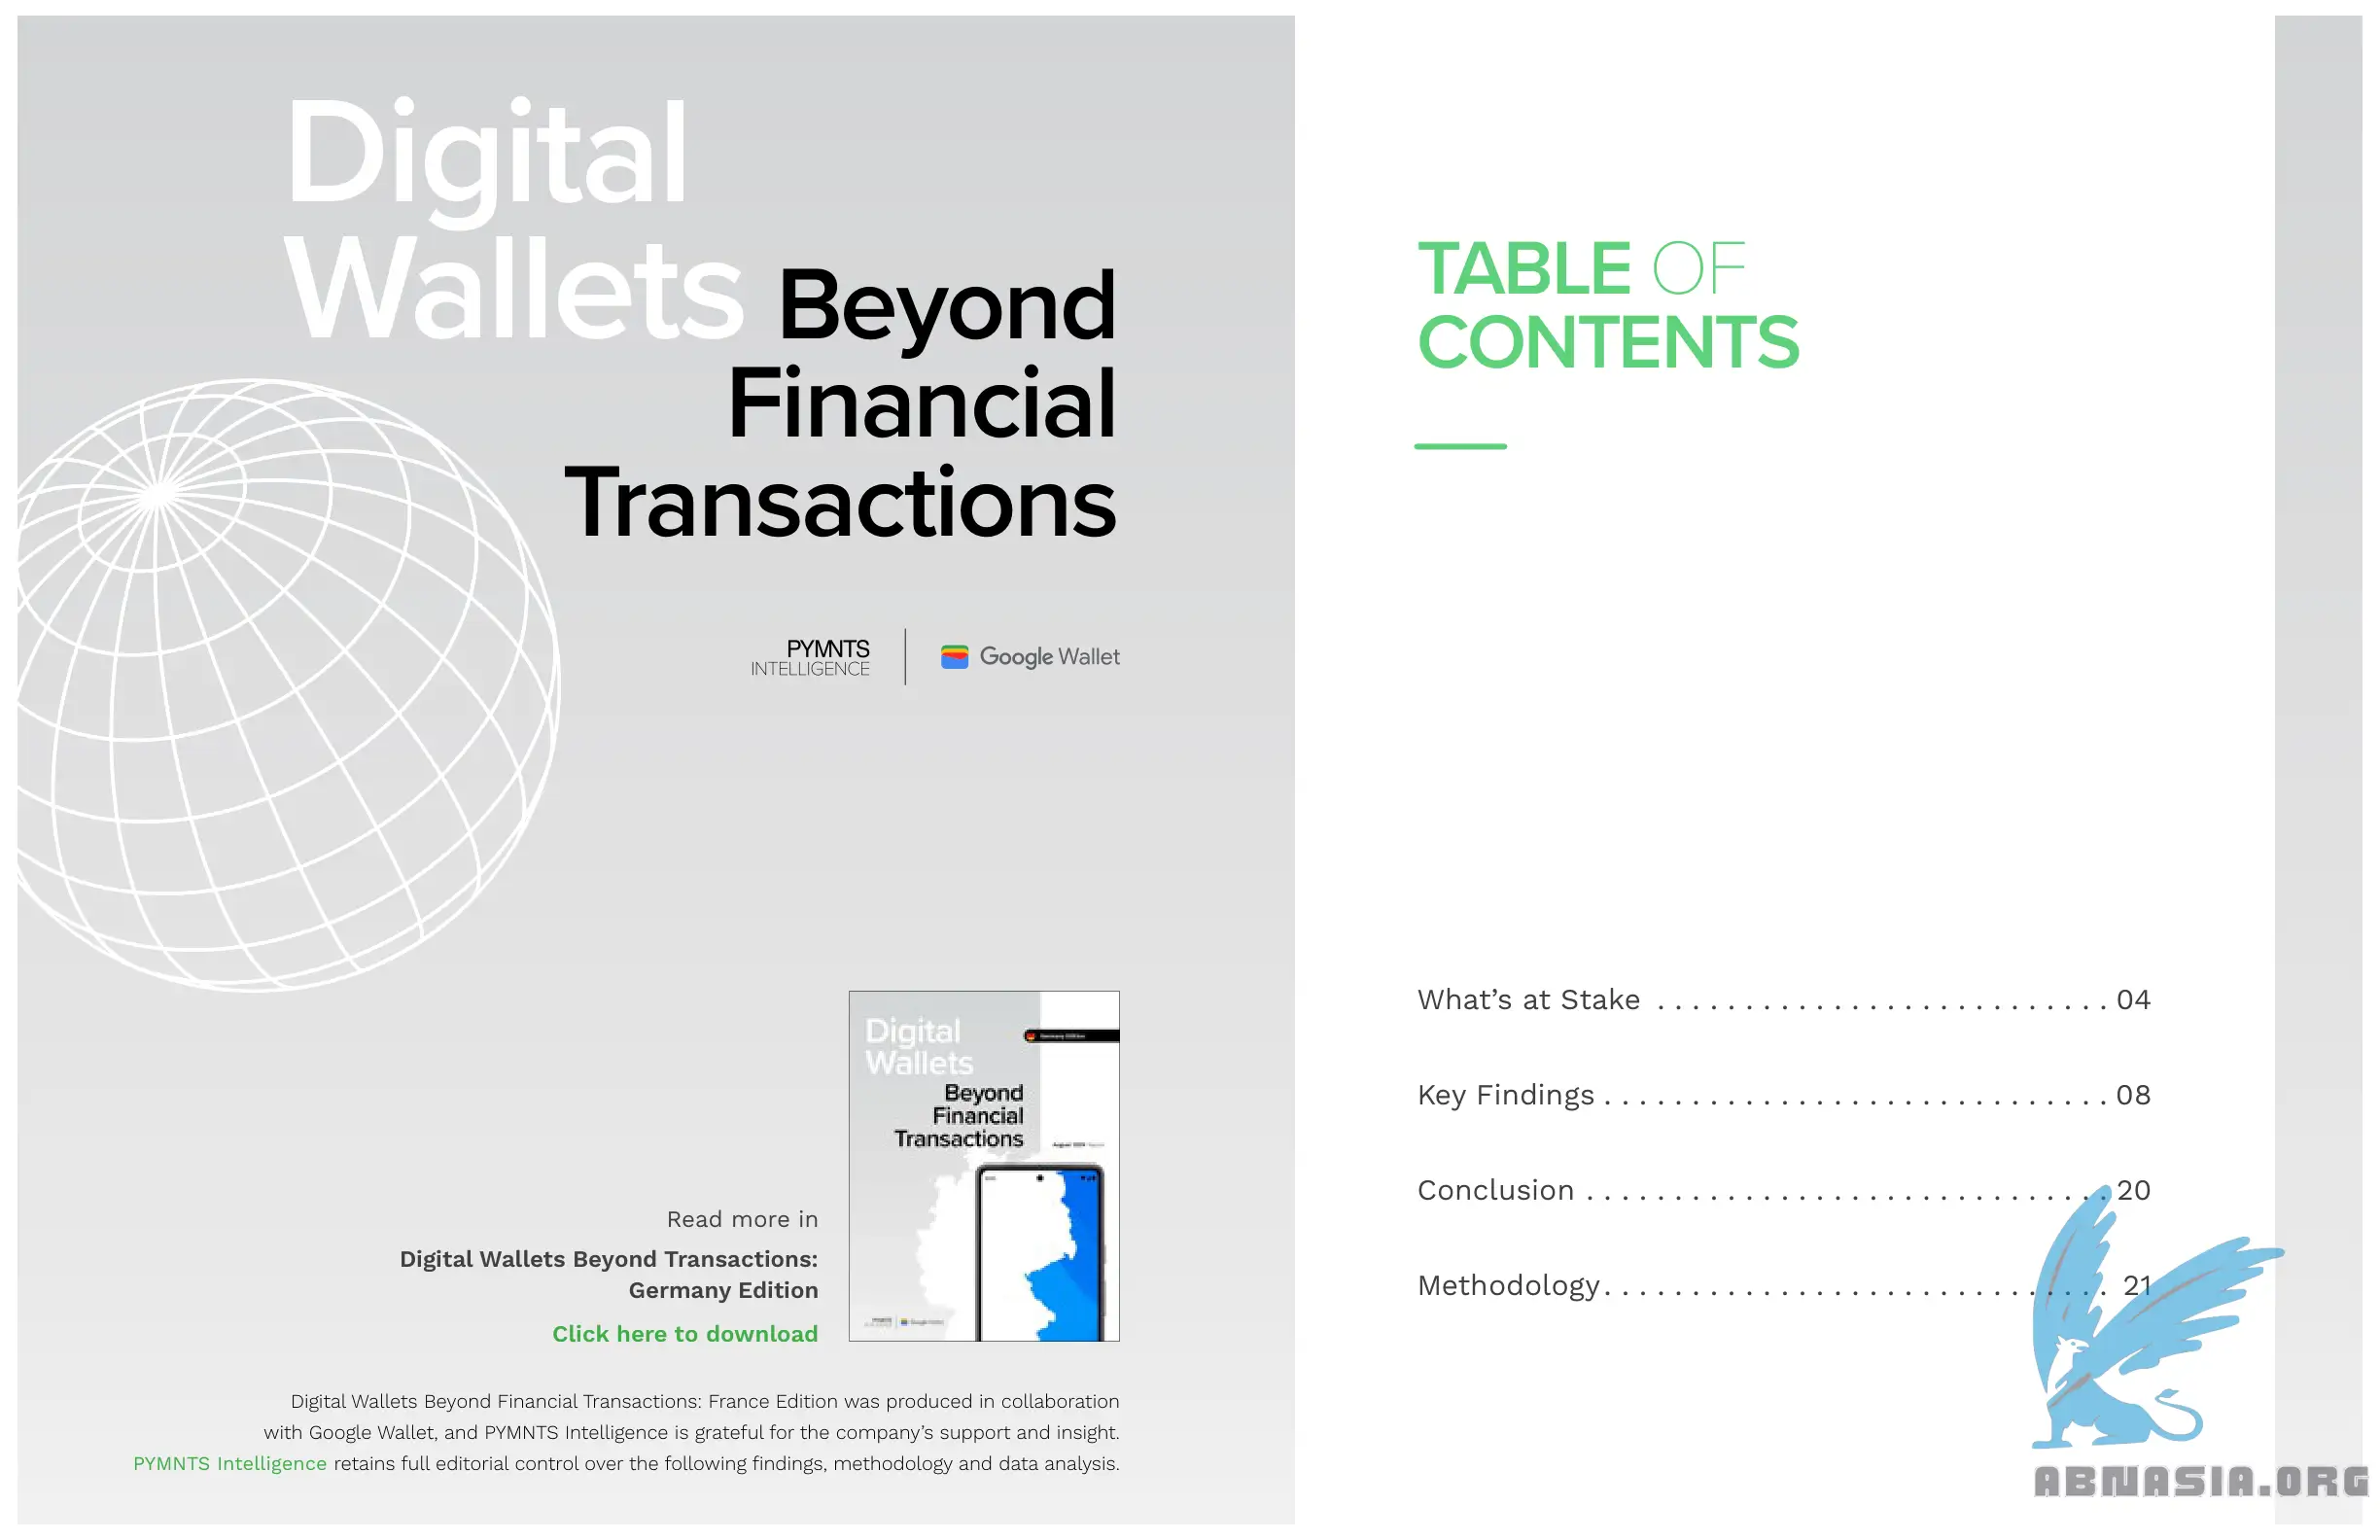 Digital
Wallets Beyond
Financial
Transactions
PYMNTS
INTELLIGENCE
Google Wallet
Digital
Wallets
Germany Edition
Beyond
Financial
Transactions
Read more in
Digital Wallets Beyond Transactions:
Germany Edition
Click here to download
Digital Wallets Beyond Financial Transactions: France Edition was produced in collaboration
with Google Wallet, and PYMNTS Intelligence is grateful for the company’s support and insight.
PYMNTS Intelligence retains full editorial control over the following findings, methodology and data analysis.
TABLE OF
CONTENTS
What’s at Stake . . . . . . . . . . . . . . . . . . . . . . . . . . 04
Key Findings . . . . . . . . . . . . . . . . . . . . . . . . . . . . . 08
Conclusion . . . . . . . . . . . . . . . . . . . . . . . . . . . . . . 20
Methodology. . . . . . . . . . . . . . . . . . . . . . . . . . . . . 21
ABNASIA.ORG